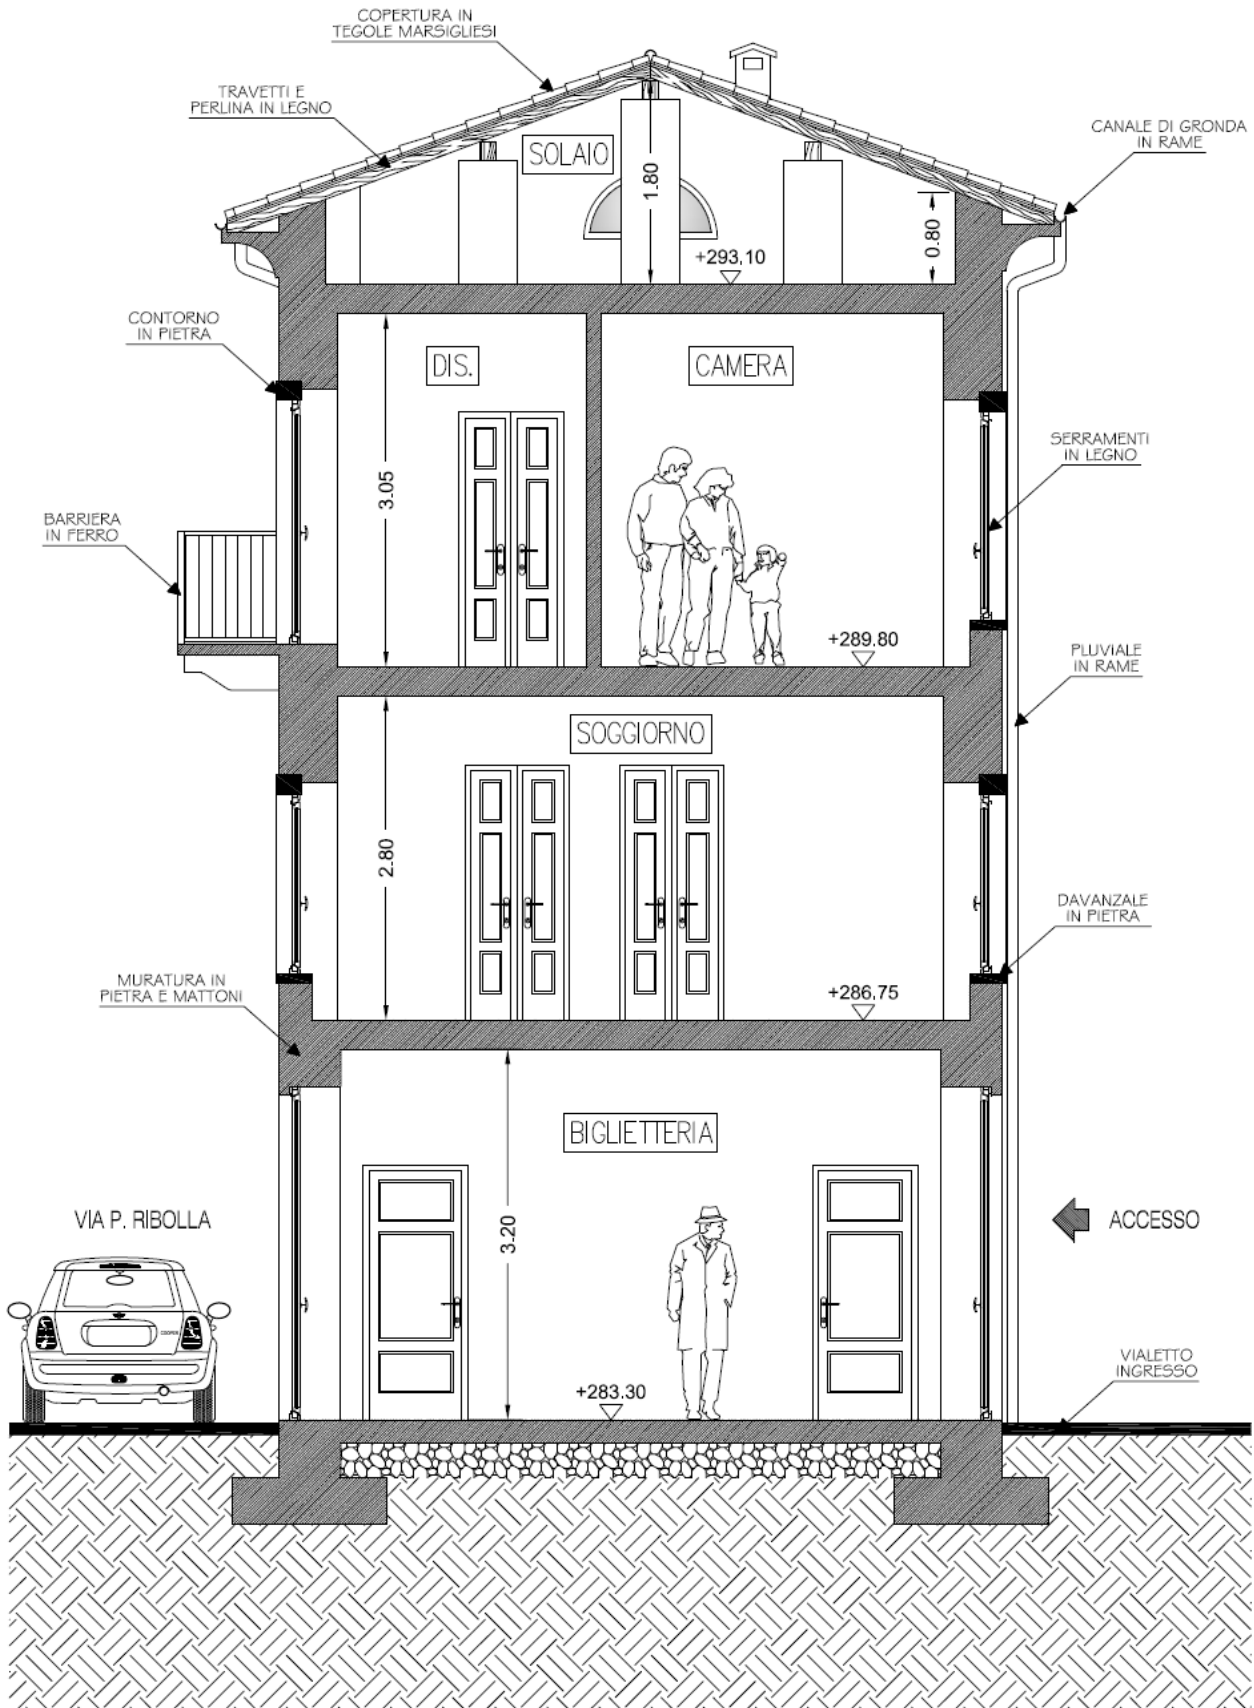 COPERTURA IN
TEGOLE MARSIGLIESI
TRAVETTI E
PERLINA IN LEGNO
CANALE DI GRONDA
IN RAME
SOLAIO
1.80
0.80
+293,10
CONTORNO
IN PIETRA
DIS.
CAMERA
SERRAMENTI
IN LEGNO
3.05
BARRIERA
IN FERRO
+289.80
PLUVIALE
IN RAME
SOGGIORNO
2.80
DAVANZALE
IN PIETRA
MURATURA IN
PIETRA E MATTONI
+286,75
BIGLIETTERIA
VIA P. RIBOLLA
3.20
ACCESSO
COOPER
VIALETTO
INGRESSO
+283.30